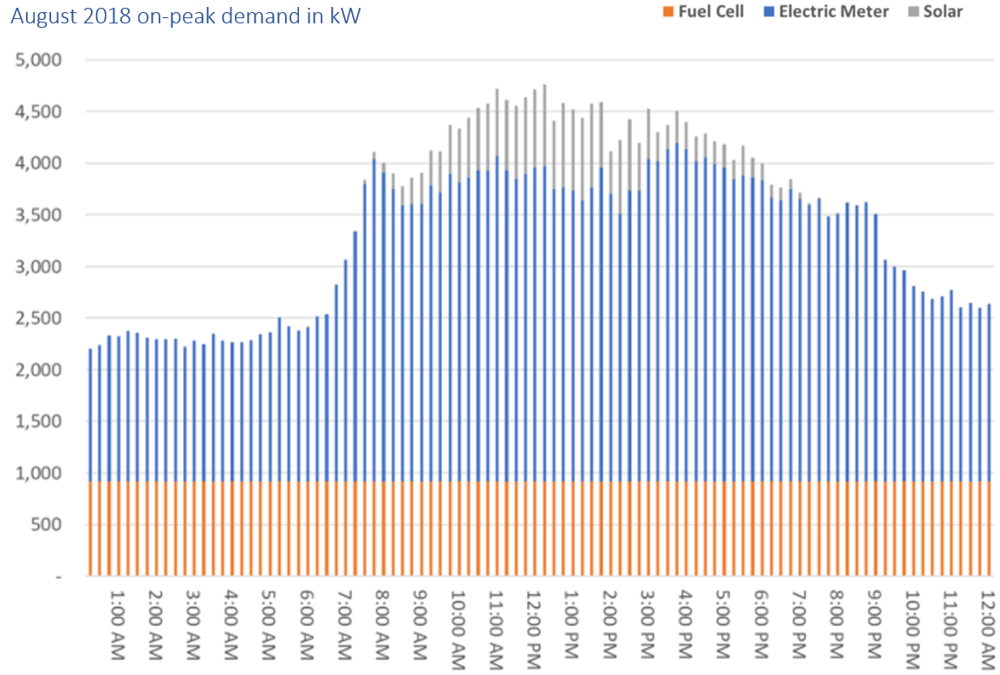 August 2018 on-peak demand in kW
Fuel Cell Electric Meter Solar
5,000
4,500
4,000
3,500
3,000
2,500
2,000
1,500
1,000
500
-
1:00 AM
2:00 AM
3:00 AM
4:00 AM
5:00 AM
6:00 AM
7:00 AM
8:00 AM
9:00 AM
10:00 AM
11:00 AM
12:00 PM
1:00 PM
2:00 PM
3:00 PM
4:00 PM
5:00 PM
6:00 PM
7:00 PM
8:00 PM
9:00 PM
10:00 PM
11:00 PM
12:00 AM